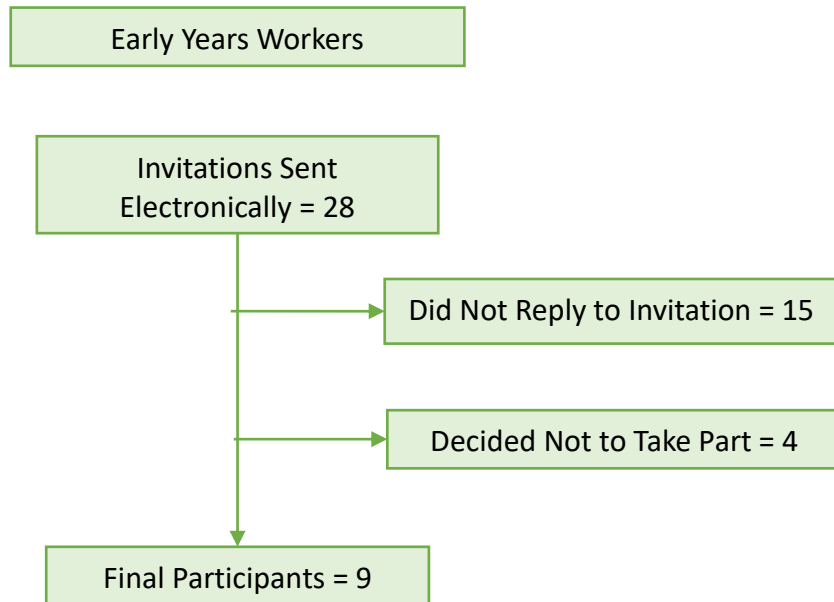 Early Years Workers
Invitations Sent
Electronically = 28
Did Not Reply to Invitation = 15
Decided Not to Take Part = 4
Final Participants = 9